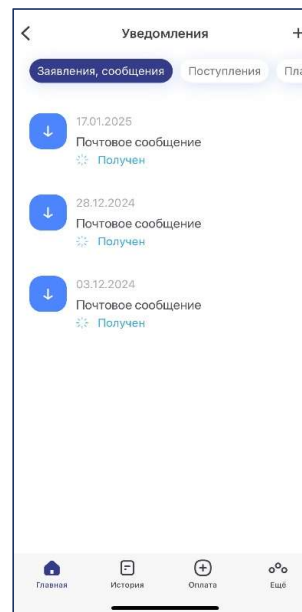 Уведомления
Заявления, сообщения Поступления Пла
17.01.2025
Почтовое сообщение
Получен
28.12.2024
Почтовое сообщение
Получен
03.12.2024
Почтовое сообщение
Получен
Главная История Оплата Ещё